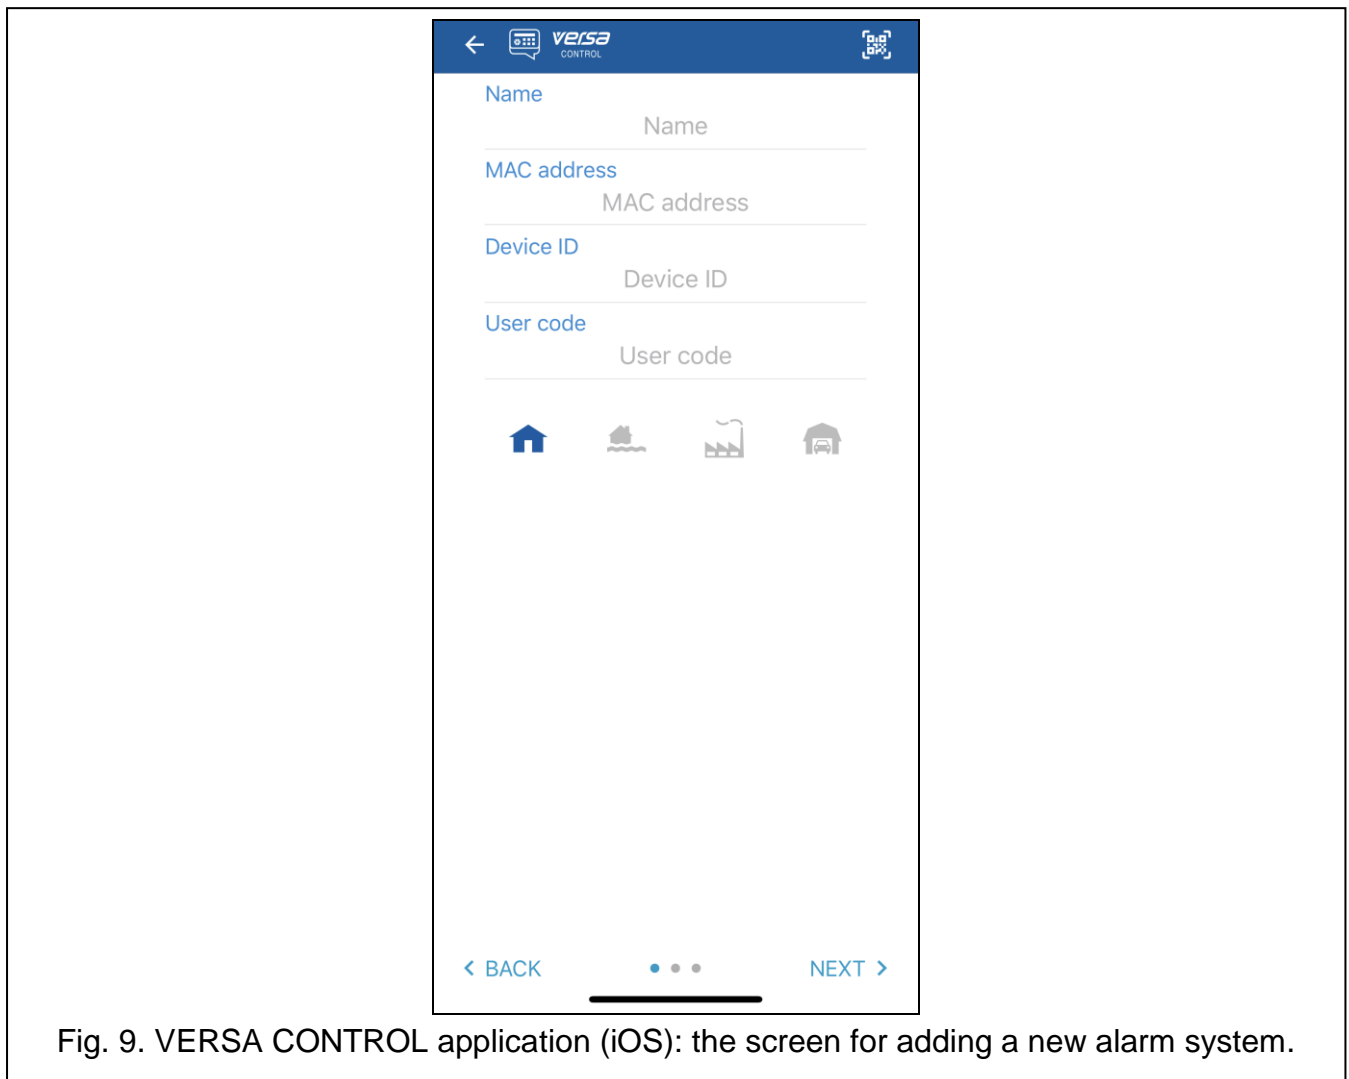 versa
CONTROL
Name
Name
MAC address
MAC address
Device ID
Device ID
User code
User code
BACK
NEXT
Fig. 9. VERSA CONTROL application (iOS): the screen for adding a new alarm system.